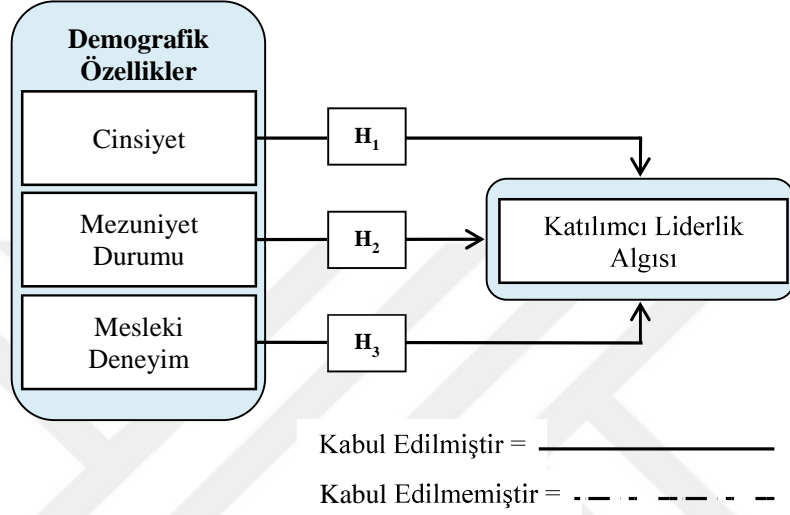 Demografik
Özellikler
Cinsiyet
H₁
Mezuniyet
Durumu
H₂
Katılımcı Liderlik
Algısı
Mesleki
Deneyim
H₃
Kabul Edilmiştir =
Kabul Edilmemiştir =